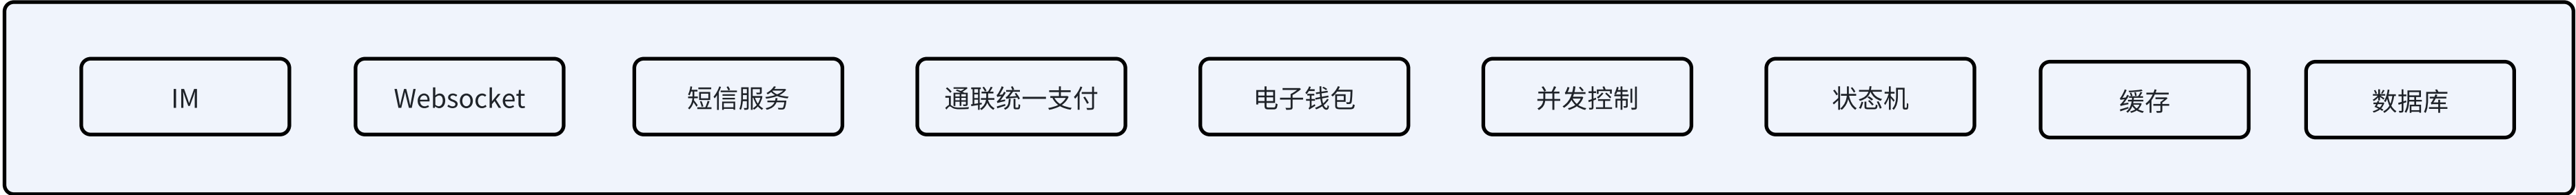 IM
Websocket
短信服务
通联统一支付
电子钱包
并发控制
状态机
缓存
数据库